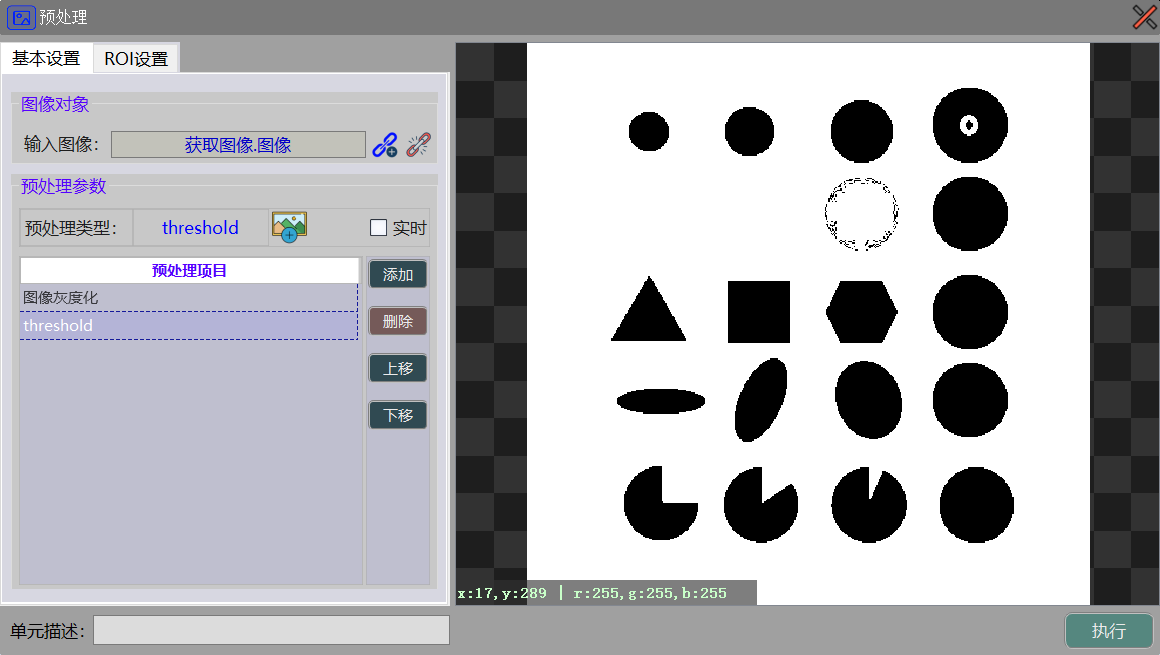 预处理
基本设置 ROI设置
图像对象
输入图像: 获取图像.图像
预处理参数
预处理类型: threshold 实时
预处理项目
图像灰度化
threshold
添加
删除
上移
下移
x:17,y:289 | r:255,g:255,b:255
单元描述:
执行